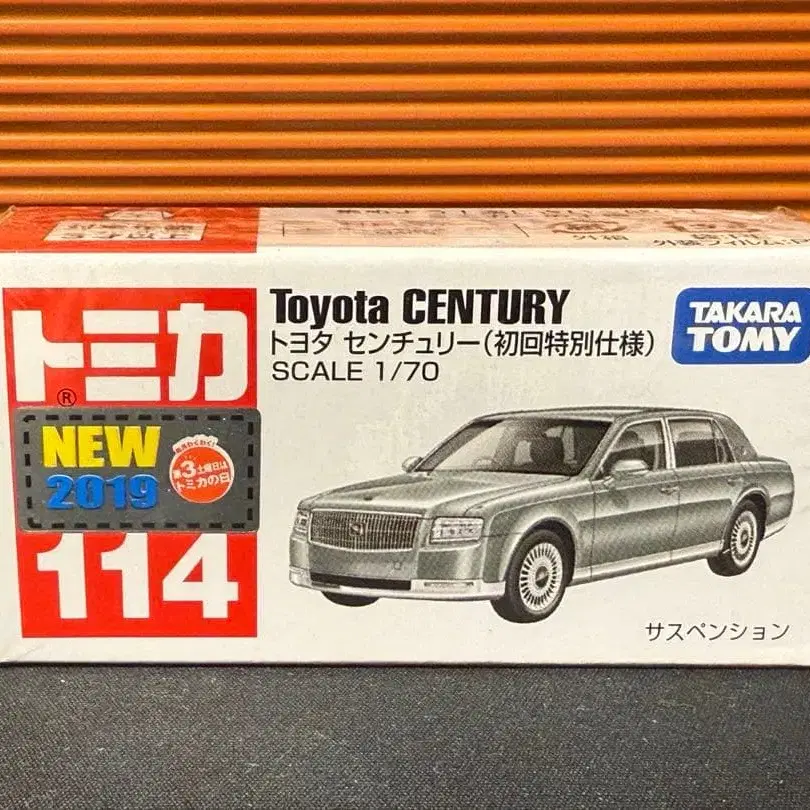 Toyota CENTURY
トヨタ センチュリー(初回特別仕様)
SCALE 1/70
TAKARA
TOMY
トミカ
®
NEW
2019
第3土曜日は
トミカの日
114
サスペンション